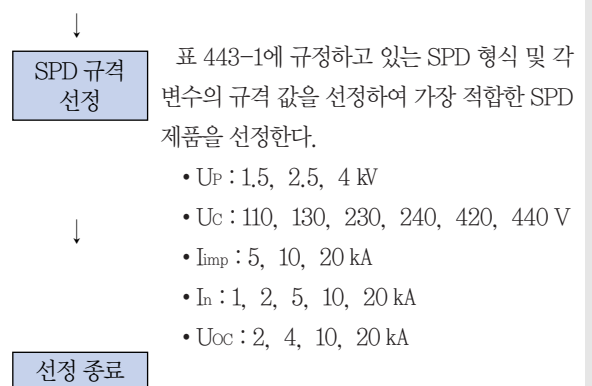 ↓
SPD 규격
선정
표 443-1에 규정하고 있는 SPD 형식 및 각
변수의 규격 값을 선정하여 가장 적합한 SPD
제품을 선정한다.
• UP : 1.5, 2.5, 4 kV
• UC : 110, 130, 230, 240, 420, 440 V
↓
• Iimp : 5, 10, 20 kA
• In : 1, 2, 5, 10, 20 kA
• UOC : 2, 4, 10, 20 kA
선정 종료